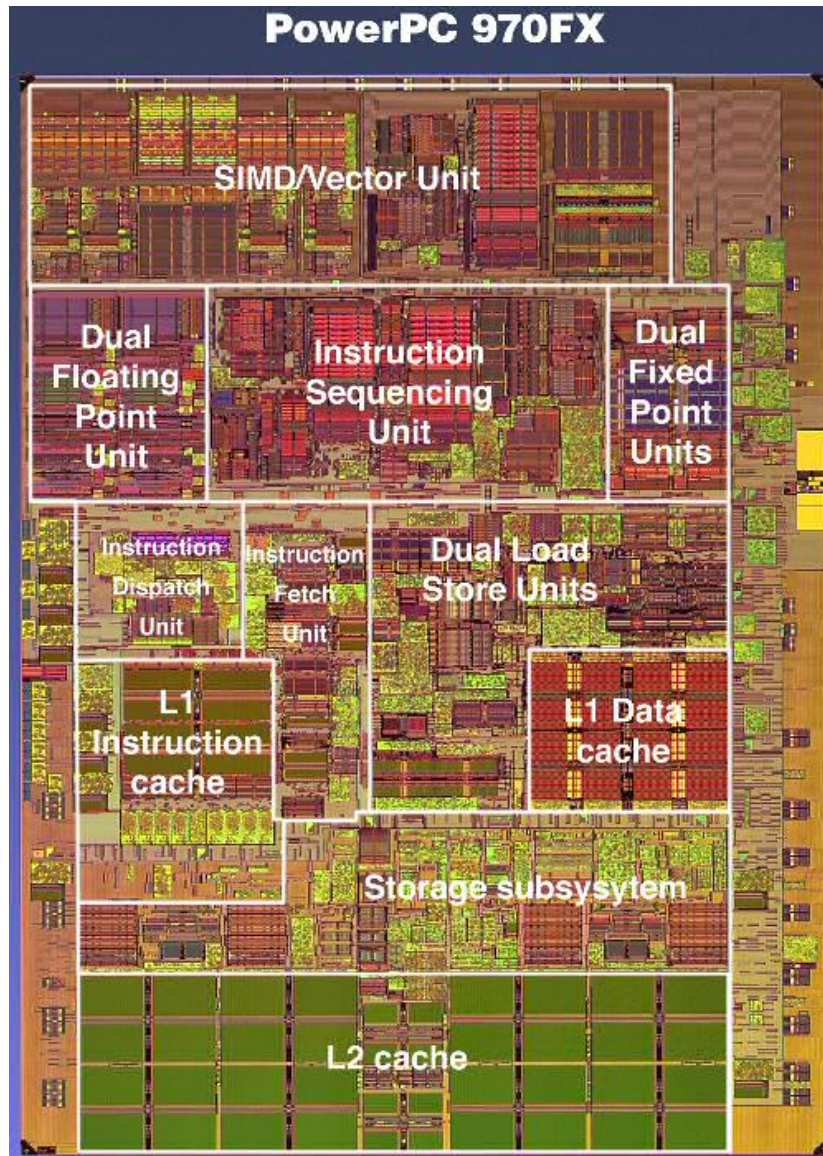 PowerPC 970FX
SIMD/Vector Unit
Dual
Floating
Point
Unit
Instruction
Sequencing
Unit
Dual
Fixed
Point
Units
Instruction
Dispatch
Unit
Instruction
Fetch
Unit
Dual Load
Store Units
L1
Instruction
cache
L1 Data
cache
Storage subsysytem
L2 cache